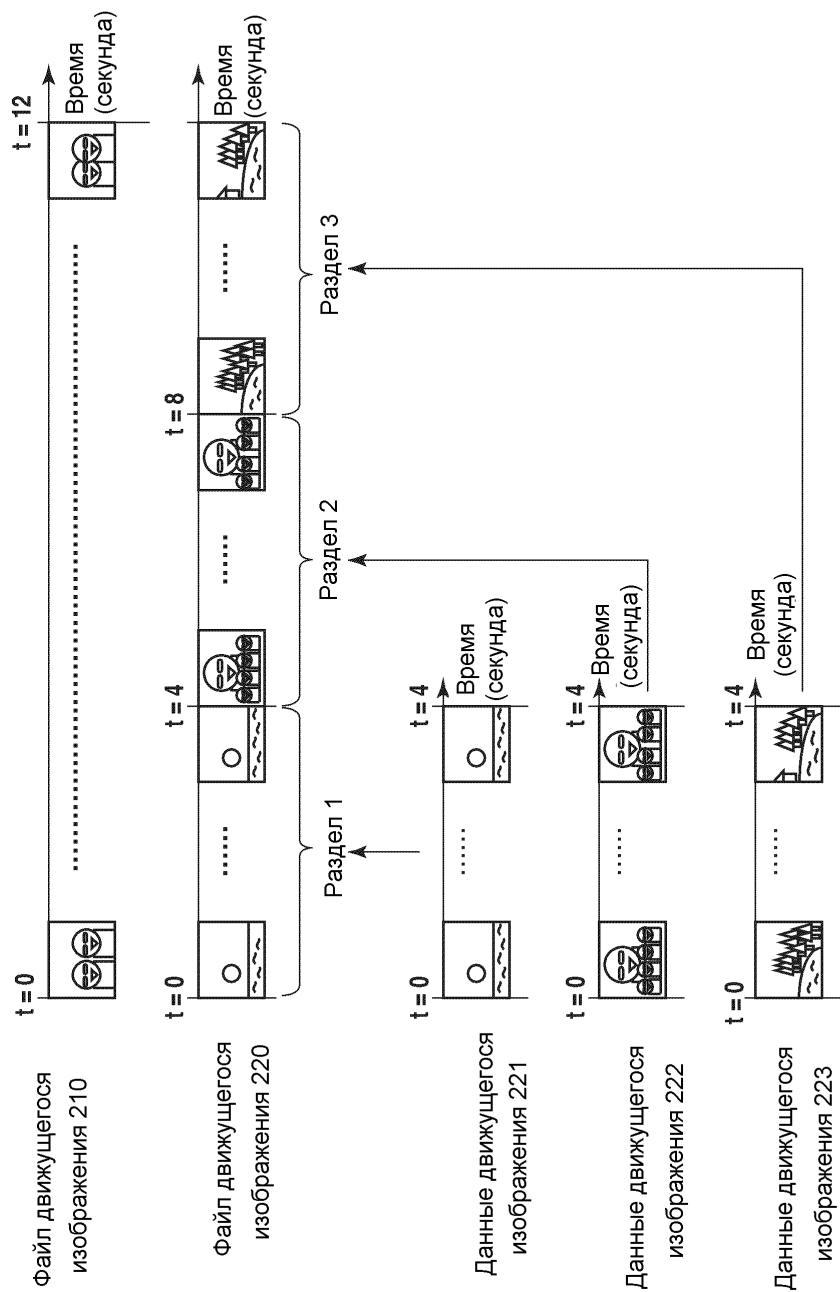 Файл движущегося
изображения 210
t = 0
t = 12
Время
(секунда)
Файл движущегося
изображения 220
t = 0
t = 4
t = 8
Время
(секунда)
Раздел 1
Раздел 2
Раздел 3
Данные движущегося
изображения 221
t = 0
t = 4
Время
(секунда)
Данные движущегося
изображения 222
t = 0
t = 4
Время
(секунда)
Данные движущегося
изображения 223
t = 0
t = 4
Время
(секунда)